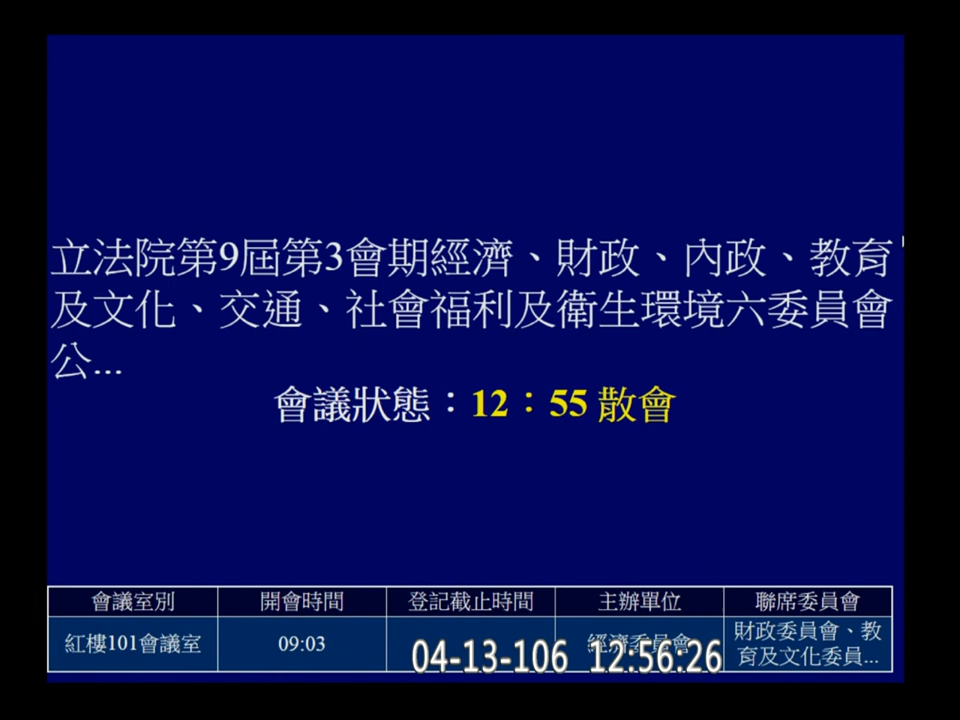 立法院第9屆第3會期經濟、財政、內政、教育
及文化、交通、社會福利及衛生環境六委員會
公...
會議狀態：12：55 散會
會議室別 開會時間 登記截止時間 主辦單位 聯席委員會
紅樓101會議室 09:03 經濟委員會 財政委員會、教
育及文化委員...
04-13-106 12:56:26